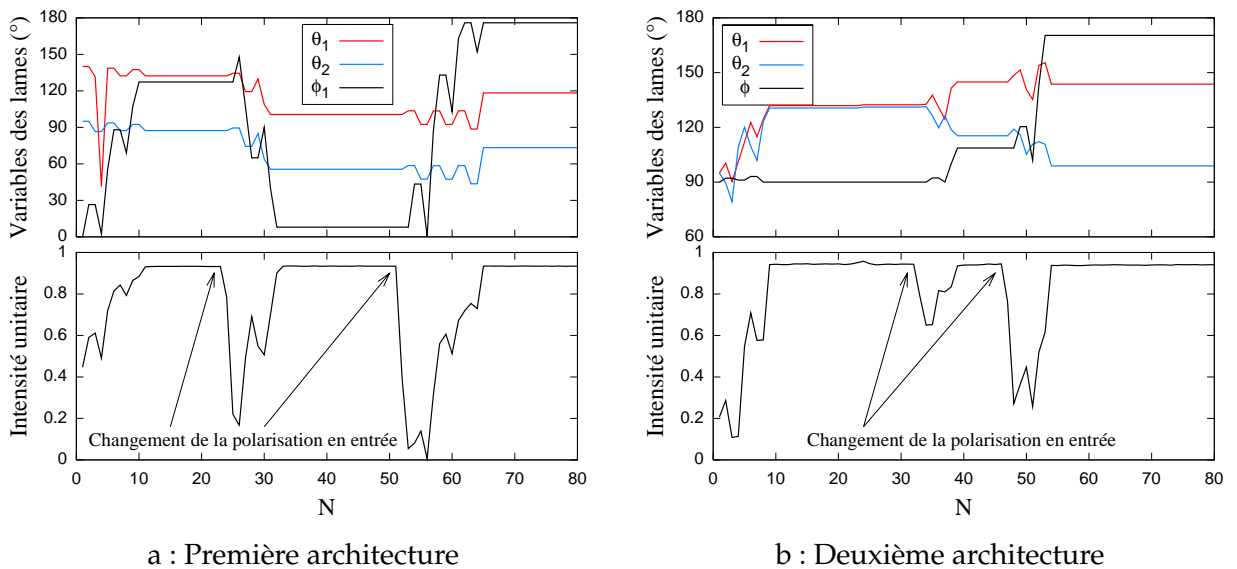 Variables des lames (°)
180
150
120
90
60
30
0
θ1
θ2
ϕ1
Intensité unitaire
1
0.8
0.6
0.4
0.2
0
Changement de la polarisation en entrée
0 10 20 30 40 50 60 70 80
N
a : Première architecture
Variables des lames (°)
180
150
120
90
60
θ1
θ2
ϕ
Intensité unitaire
1
0.8
0.6
0.4
0.2
0
Changement de la polarisation en entrée
0 10 20 30 40 50 60 70 80
N
b : Deuxième architecture